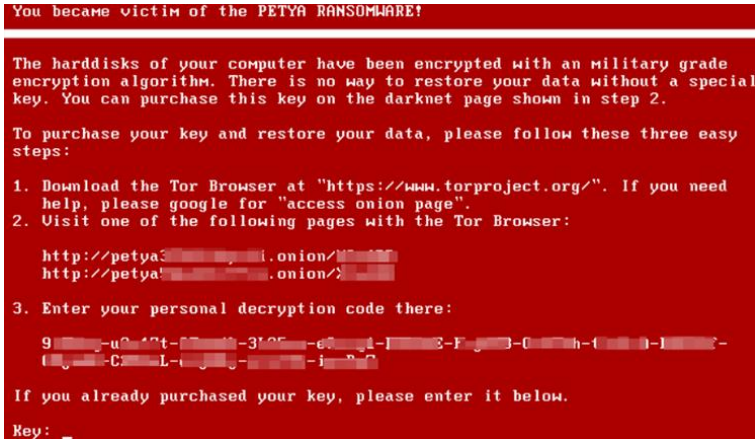 You became victim of the PETYA RANSOMWARE!
The harddisks of your computer have been encrypted with an military grade
encryption algorithm. There is no way to restore your data without a special
key. You can purchase this key on the darknet page shown in step 2.
To purchase your key and restore your data, please follow these three easy
steps:
1. Download the Tor Browser at "https://www.torproject.org/". If you need
help, please google for "access onion page".
2. Visit one of the following pages with the Tor Browser:
http://petya .onion/
http://petya .onion/
3. Enter your personal decryption code there:
If you already purchased your key, please enter it below.
Key: _